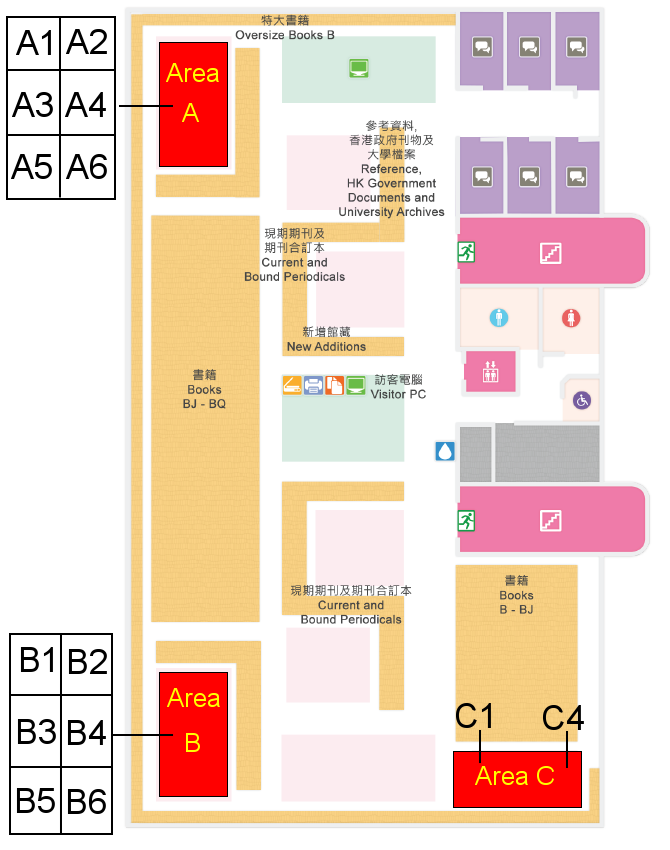 A1 A2
A3 A4
A5 A6
Area
A
特大書籍
Oversize Books B
參考資料,
香港政府刊物及
大學檔案
Reference,
HK Government
Documents and
University Archives
現期期刊及
期刊合訂本
Current and
Bound Periodicals
新增館藏
New Additions
書籍
Books
BJ - BQ
訪客電腦
Visitor PC
現期期刊及期刊合訂本
Current and
Bound Periodicals
書籍
Books
B - BJ
B1 B2
B3 B4
B5 B6
Area
B
C1 C4
Area C